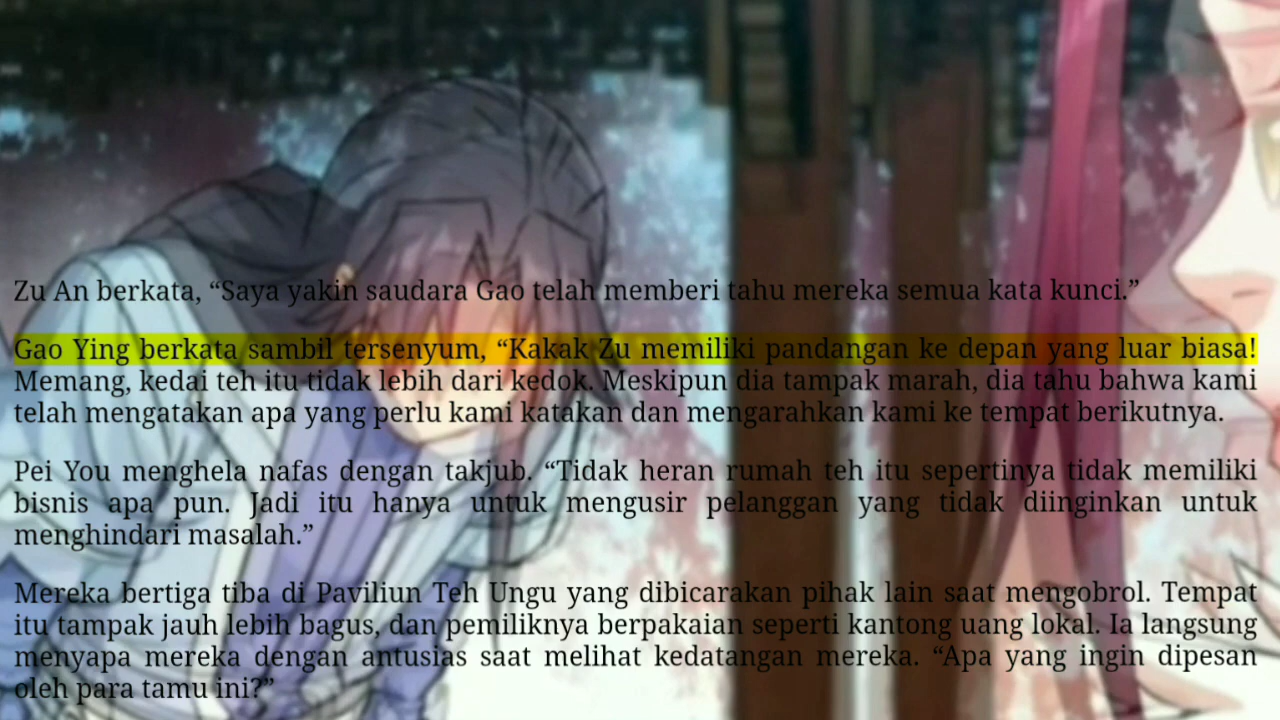 Zu An berkata, “Saya yakin saudara Gao telah memberi tahu mereka semua kata kunci.”
Gao Ying berkata sambil tersenyum, “Kakak Zu memiliki pandangan ke depan yang luar biasa!
Memang, kedai teh itu tidak lebih dari kedok. Meskipun dia tampak marah, dia tahu bahwa kami
telah mengatakan apa yang perlu kami katakan dan mengarahkan kami ke tempat berikutnya.
Pei You menghela nafas dengan takjub. “Tidak heran rumah teh itu sepertinya tidak memiliki
bisnis apa pun. Jadi itu hanya untuk mengusir pelanggan yang tidak diinginkan untuk
menghindari masalah.”
Mereka bertiga tiba di Paviliun Teh Ungu yang dibicarakan pihak lain saat mengobrol. Tempat
itu tampak jauh lebih bagus, dan pemiliknya berpakaian seperti kantong uang lokal. Ia langsung
menyapa mereka dengan antusias saat melihat kedatangan mereka. “Apa yang ingin dipesan
oleh para tamu ini?”